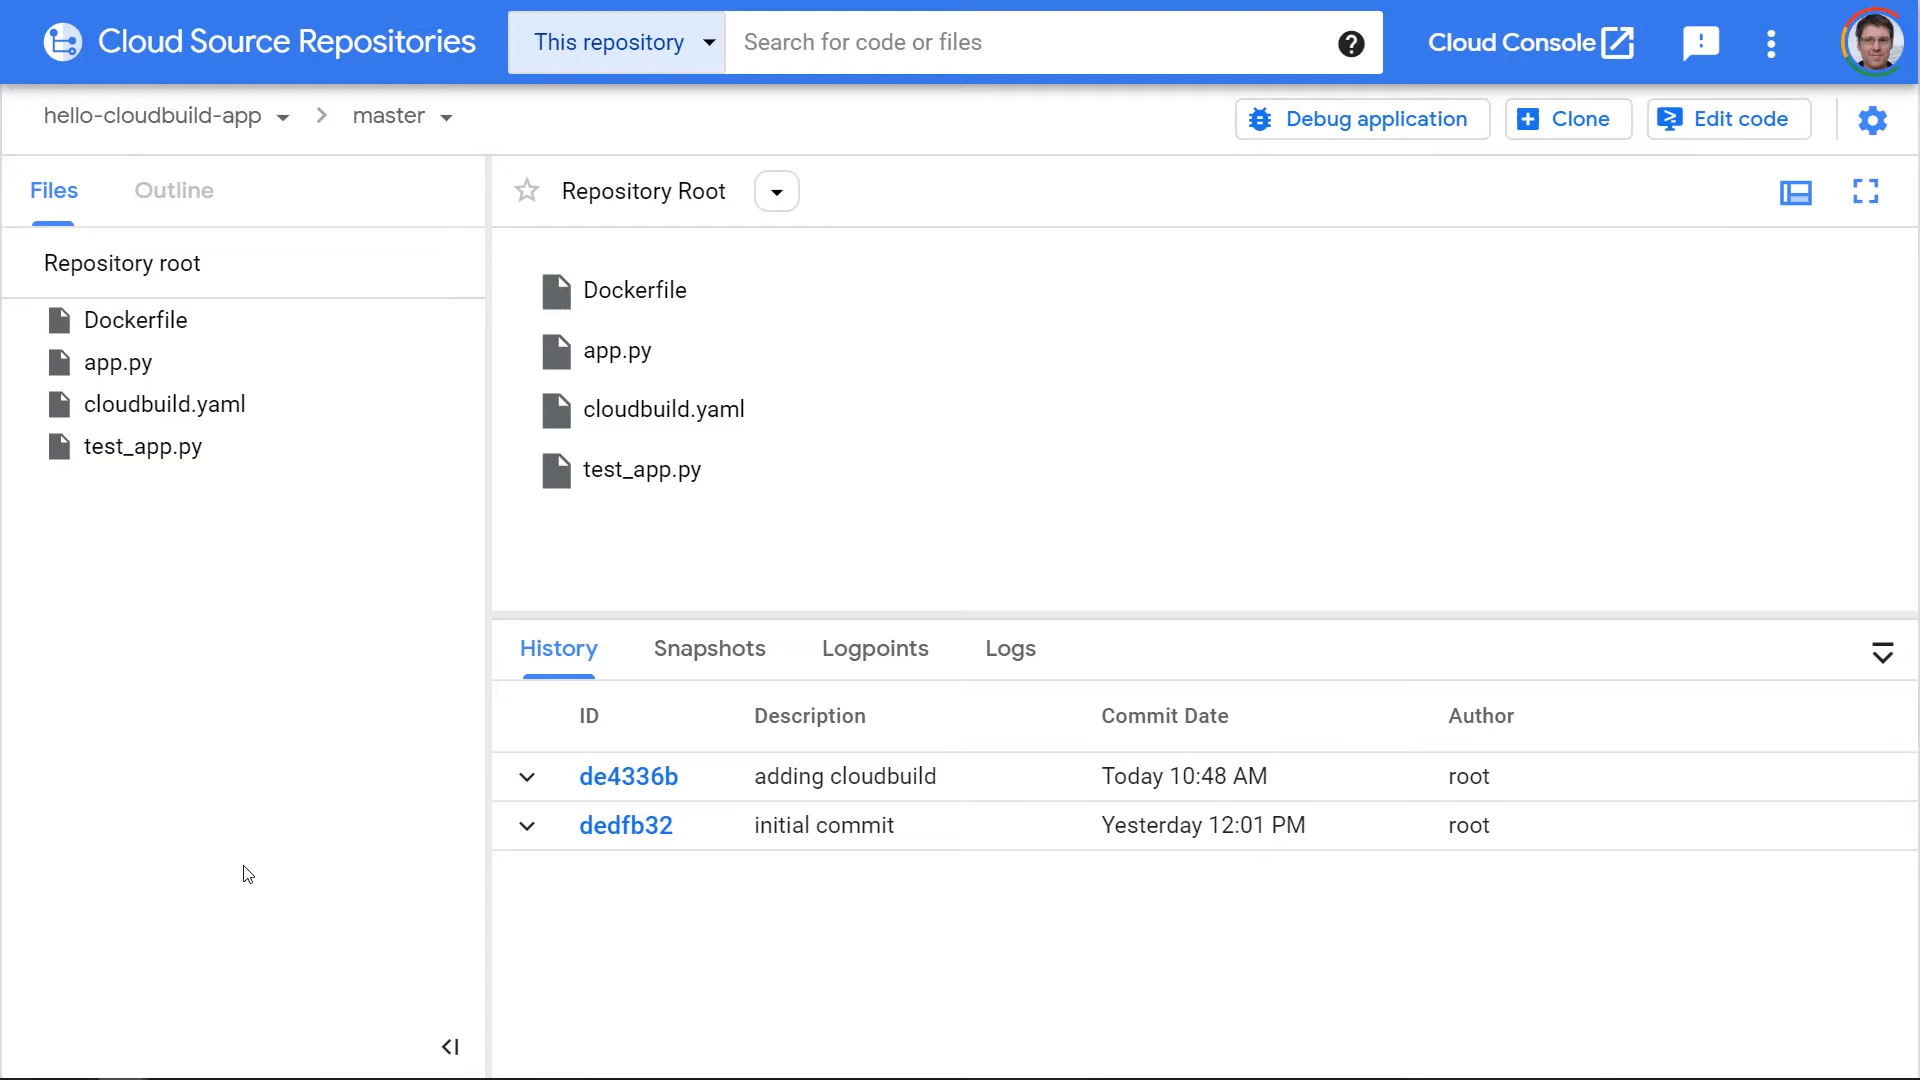 Cloud Source Repositories
This repository
Search for code or files
?
Cloud Console
!
hello-cloudbuild-app
master
Debug application
Clone
Edit code
Files
Outline
Repository Root
Repository root
Dockerfile
app.py
cloudbuild.yaml
test_app.py
Dockerfile
app.py
cloudbuild.yaml
test_app.py
History
Snapshots
Logpoints
Logs
ID Description Commit Date Author
de4336b adding cloudbuild Today 10:48 AM root
dedfb32 initial commit Yesterday 12:01 PM root